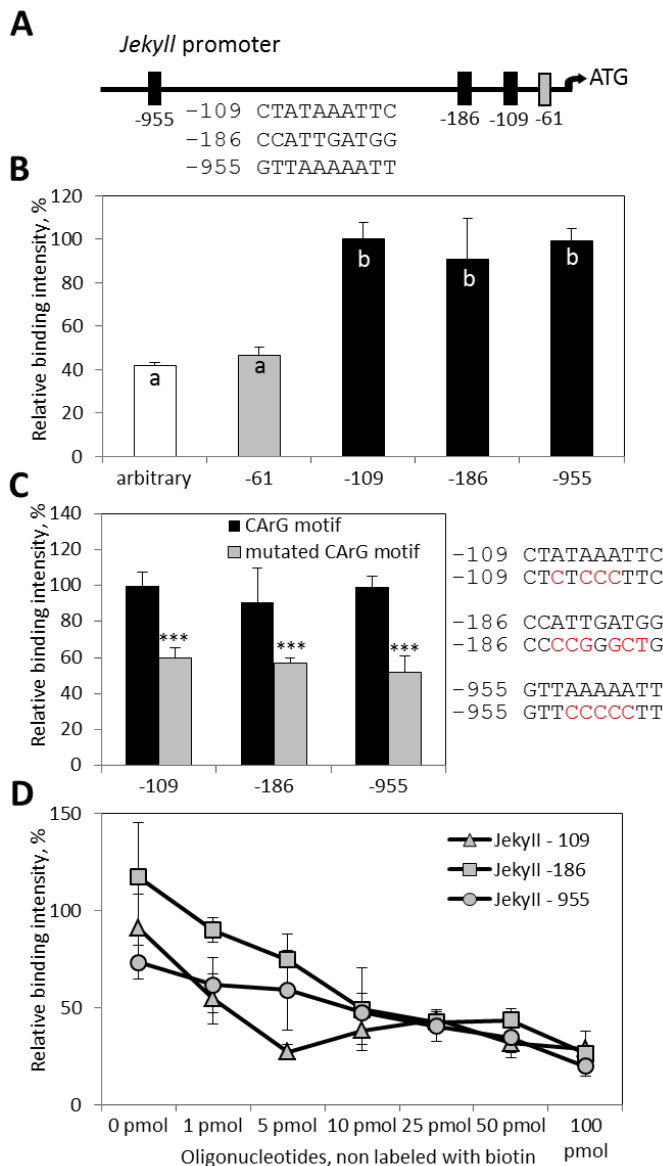 A
Jekyll promoter
ATG
-955
-186
-109
-61
-109 CTATAAATTC
-186 CCATTGATGG
-955 GTTAAAAATT
B
Relative binding intensity, %
120
100
80
60
40
20
0
a
a
b
b
b
arbitrary
-61
-109
-186
-955
C
Relative binding intensity, %
140
120
100
80
60
40
20
0
CArG motif
mutated CArG motif
***
***
***
-109
-186
-955
-109 CTATAAATTC
-109 CTCTCCCTTC
-186 CCATTGATGG
-186 CCCCGGGCTG
-955 GTTAAAAATT
-955 GTTCCCCCTT
D
Relative binding intensity, %
150
100
50
0
Jekyll - 109
Jekyll -186
Jekyll - 955
0 pmol
1 pmol
5 pmol
10 pmol
25 pmol
50 pmol
100
pmol
Oligonucleotides, non labeled with biotin